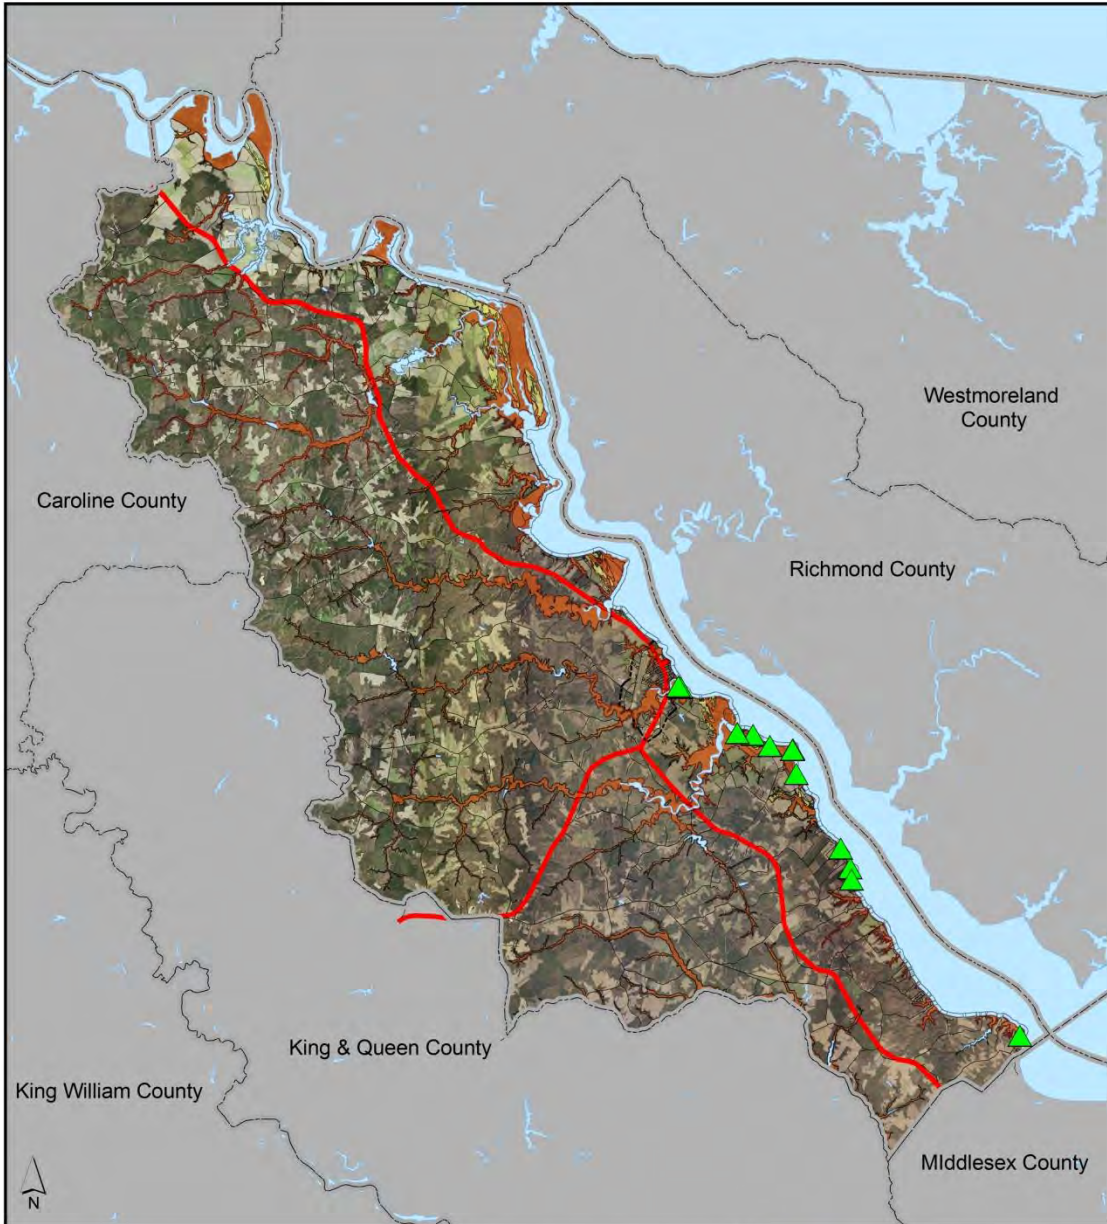 Westmoreland
County
Caroline County
Richmond County
King & Queen County
King William County
MIddlesex County
N